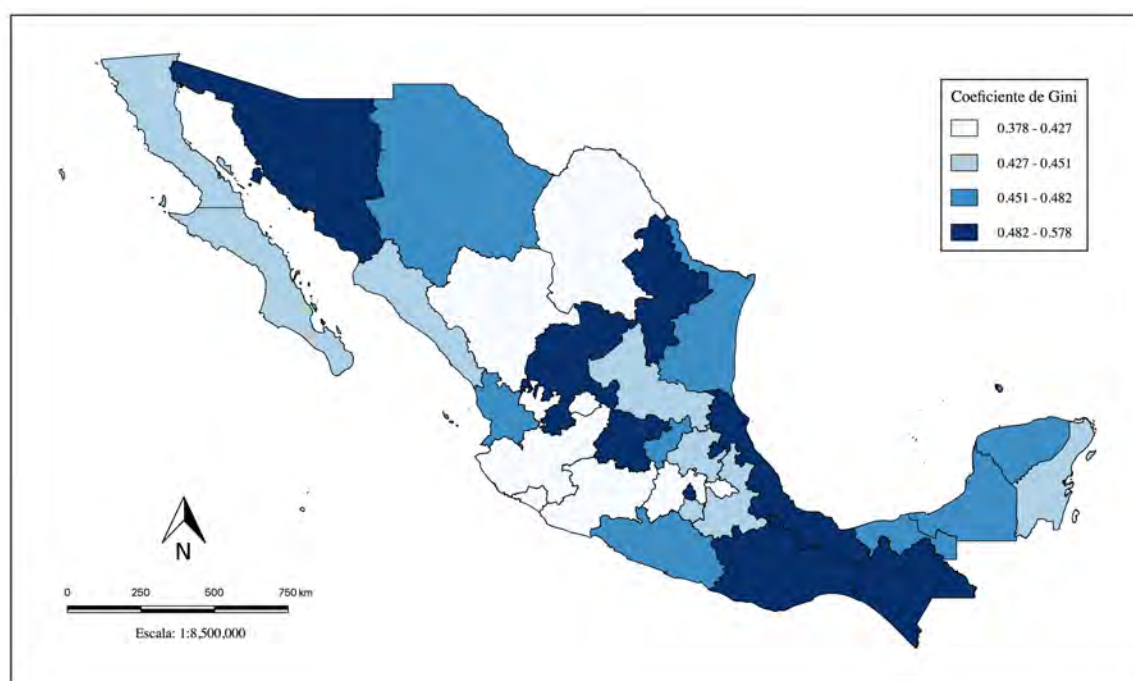 Coeficiente de Gini
0.378 - 0.427
0.427 - 0.451
0.451 - 0.482
0.482 - 0.578
N
0 250 500 750 km
Escala: 1:8,500,000